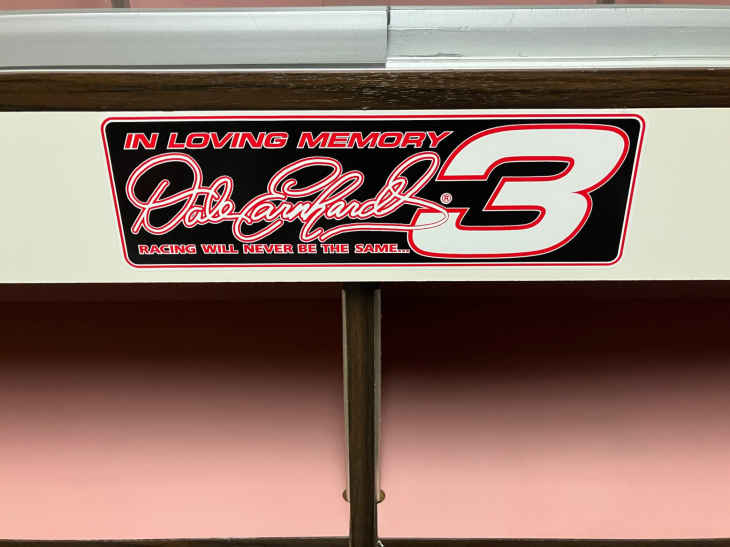 IN LOVING MEMORY
Dale Earnhardt ® 3
RACING WILL NEVER BE THE SAME...